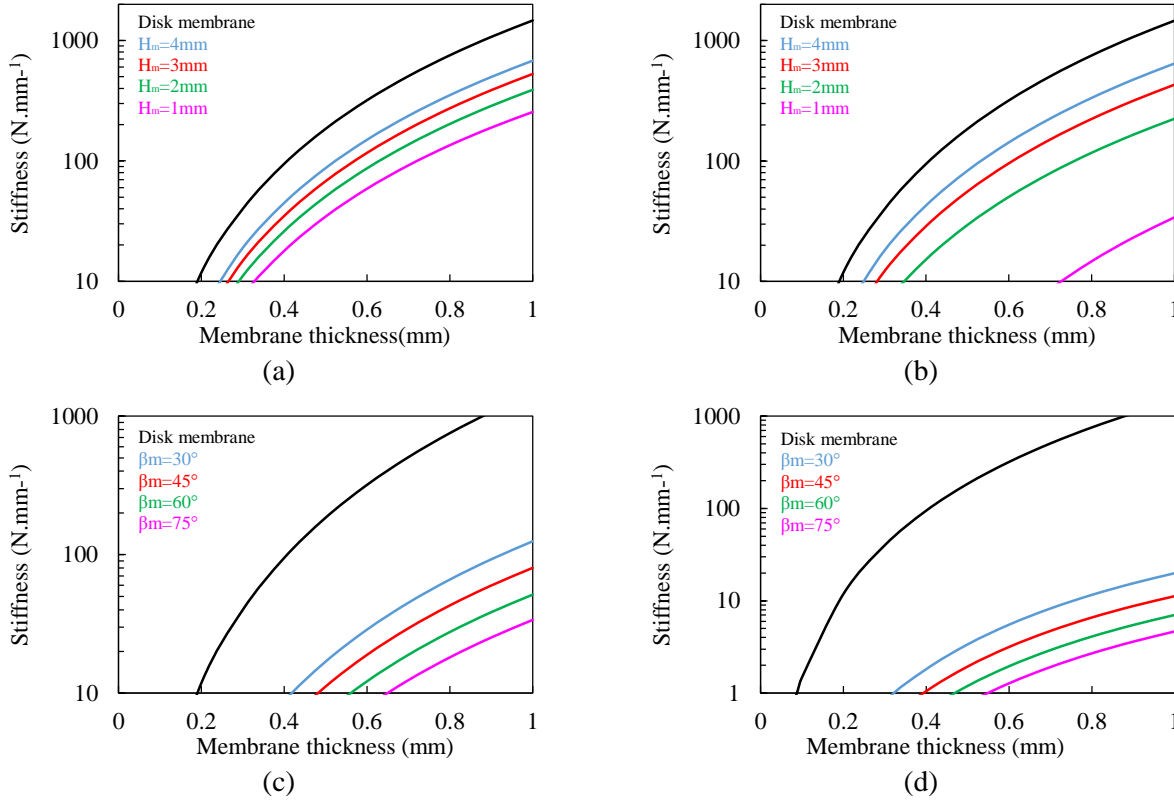 Stiffness (N.mm-1)
1000
100
10
Disk membrane
Hm=4mm
Hm=3mm
Hm=2mm
Hm=1mm
0 0.2 0.4 0.6 0.8 1
Membrane thickness(mm)
(a)
Stiffness (N.mm-1)
1000
100
10
Disk membrane
Hm=4mm
Hm=3mm
Hm=2mm
Hm=1mm
0 0.2 0.4 0.6 0.8 1
Membrane thickness (mm)
(b)
Stiffness (N.mm-1)
1000
100
10
Disk membrane
βm=30°
βm=45°
βm=60°
βm=75°
0 0.2 0.4 0.6 0.8 1
Membrane thickness (mm)
(c)
Stiffness (N.mm-1)
1000
100
10
1
Disk membrane
βm=30°
βm=45°
βm=60°
βm=75°
0 0.2 0.4 0.6 0.8 1
Membrane thickness (mm)
(d)